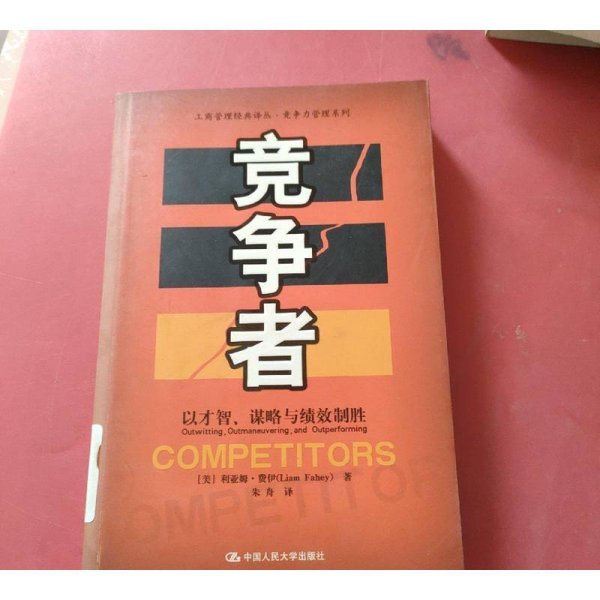 工商管理经典译丛·竞争力管理系列
竞
争
者
以才智、谋略与绩效制胜
Outwitting, Outmaneuvering, and Outperforming
COMPETITORS
[美] 利亚姆·费伊(Liam Fahey) 著
COMPETITORS
朱舟 译
中国人民大学出版社